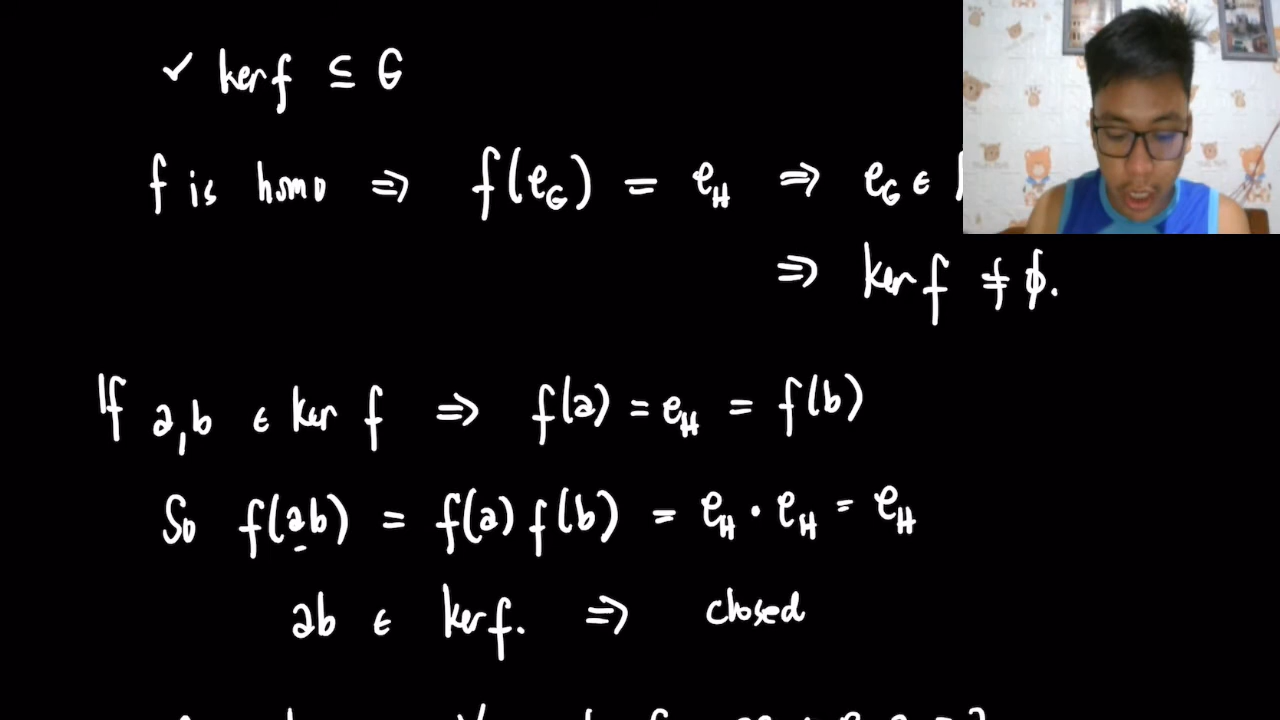 ✓ ker f ⊆ G
f is homo ⇒ f(e_G) = e_H ⇒ e_G ∈
⇒ ker f ≠ ∅.
If a,b ∈ ker f ⇒ f(a) = e_H = f(b)
So f(ab) = f(a) f(b) = e_H · e_H = e_H
ab ∈ ker f. ⇒ closed